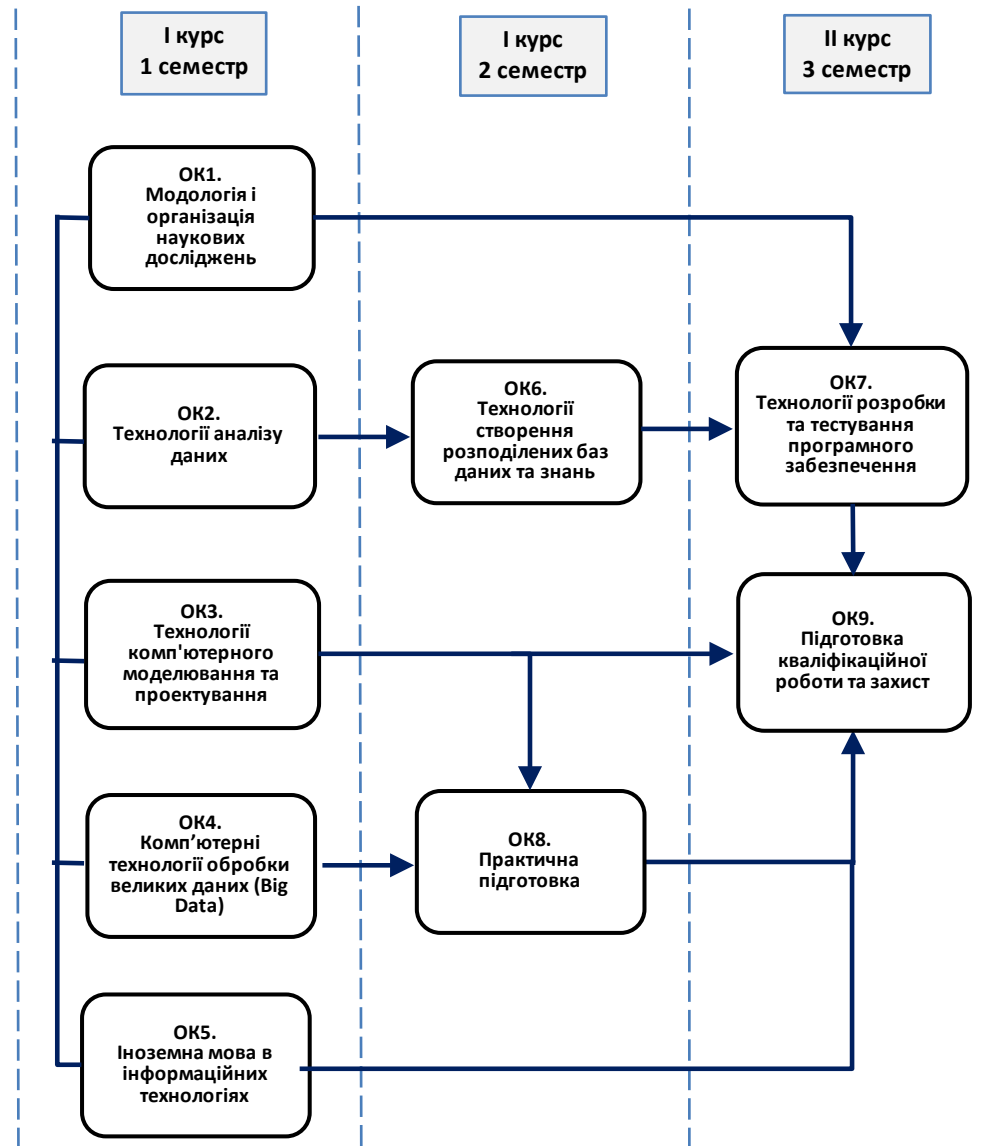 І курс
1 семестр
І курс
2 семестр
ІІ курс
3 семестр
ОК1.
Модологія і
організація
наукових
досліджень
ОК2.
Технології аналізу
даних
ОК6.
Технології
створення
розподілених баз
даних та знань
ОК7.
Технології розробки
та тестування
програмного
забезпечення
ОК3.
Технології
комп'ютерного
моделювання та
проектування
ОК9.
Підготовка
кваліфікаційної
роботи та захист
ОК4.
Комп’ютерні
технології обробки
великих даних (Big
Data)
ОК8.
Практична
підготовка
ОК5.
Іноземна мова в
інформаційних
технологіях